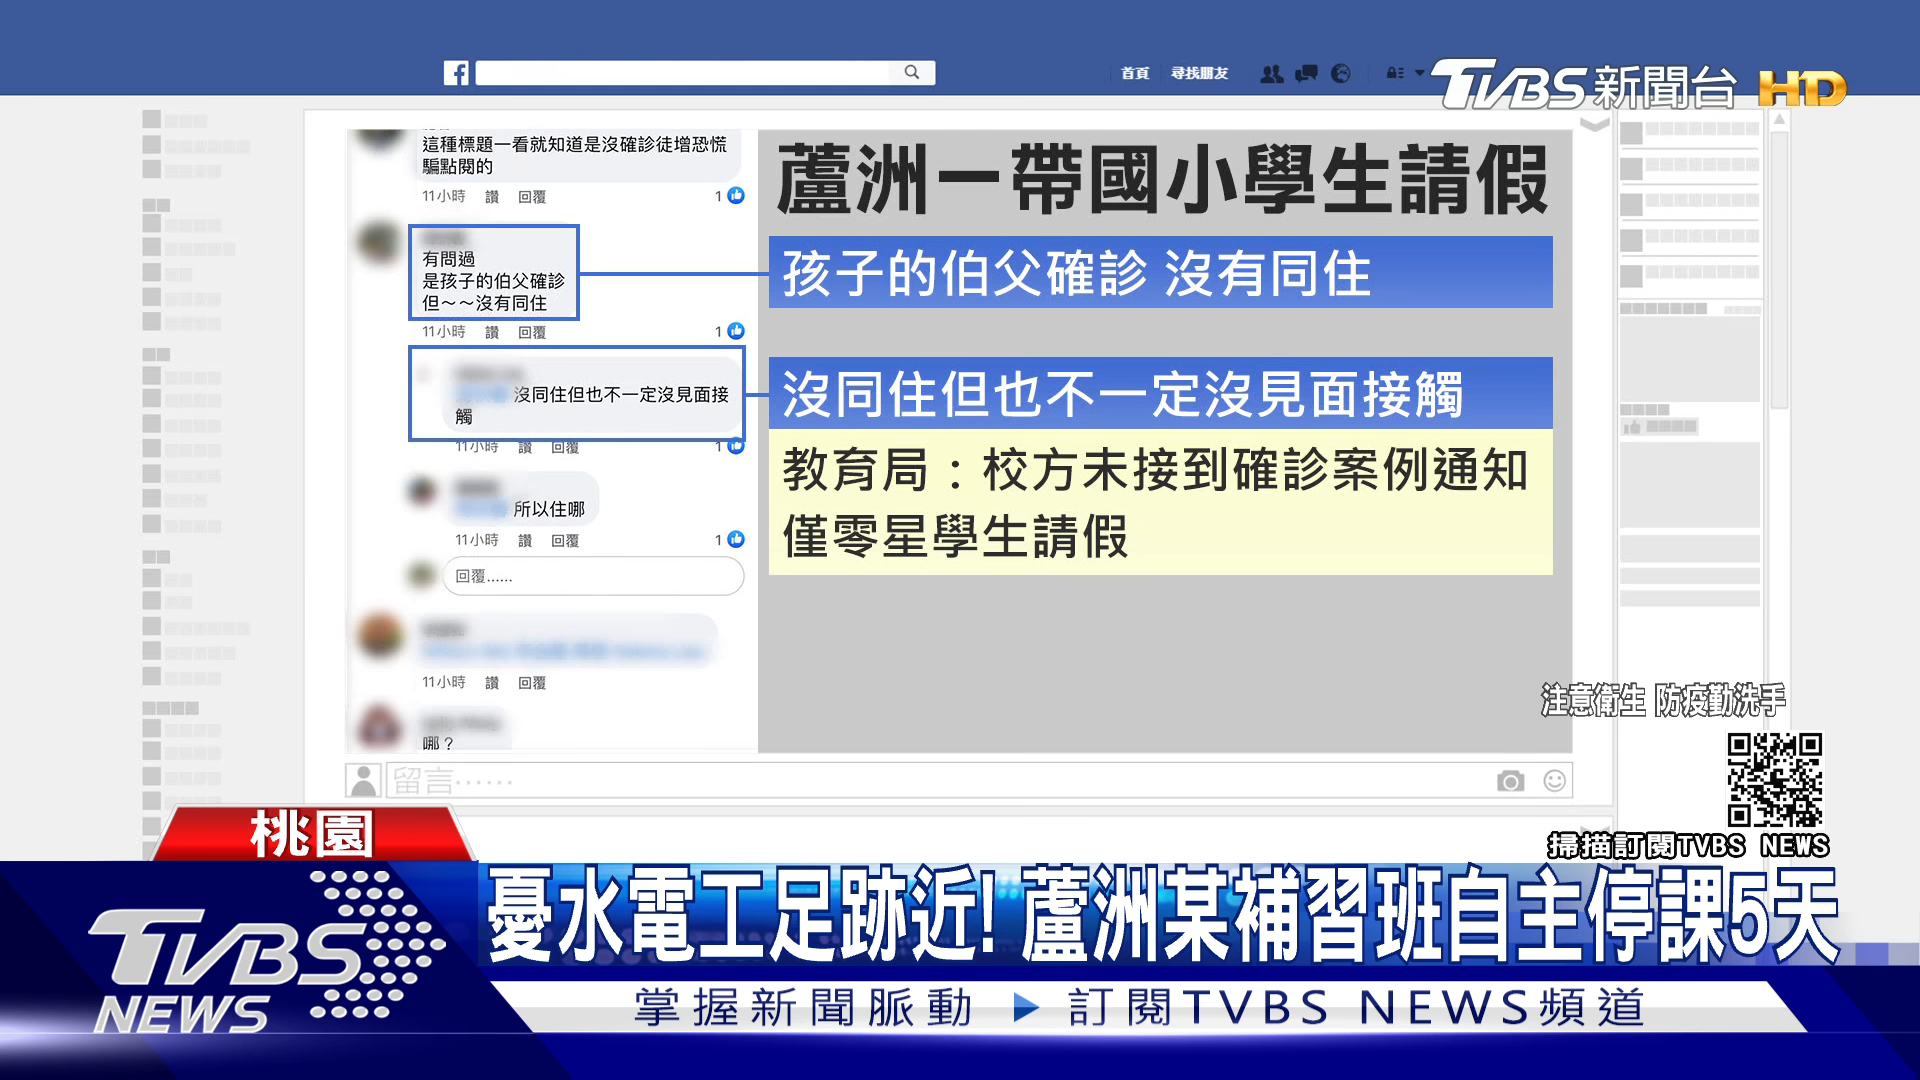 首頁 尋找朋友
TVBS新聞台 HD
這種標題一看就知道是沒確診徒增恐慌
騙點閱的
11小時 讚 回覆 1
有問過
是孩子的伯父確診
但～～沒有同住
11小時 讚 回覆 1
沒同住但也不一定沒見面接
觸
11小時 讚 回覆 1
所以住哪
11小時 讚 回覆 1
回覆......
11小時 讚 回覆
哪？
留言......
蘆洲一帶國小學生請假
孩子的伯父確診 沒有同住
沒同住但也不一定沒見面接觸
教育局：校方未接到確診案例通知
僅零星學生請假
注意衛生 防疫勤洗手
掃描訂閱TVBS NEWS
桃園
憂水電工足跡近! 蘆洲某補習班自主停課5天
TVBS
NEWS
掌握新聞脈動 ▶ 訂閱TVBS NEWS頻道